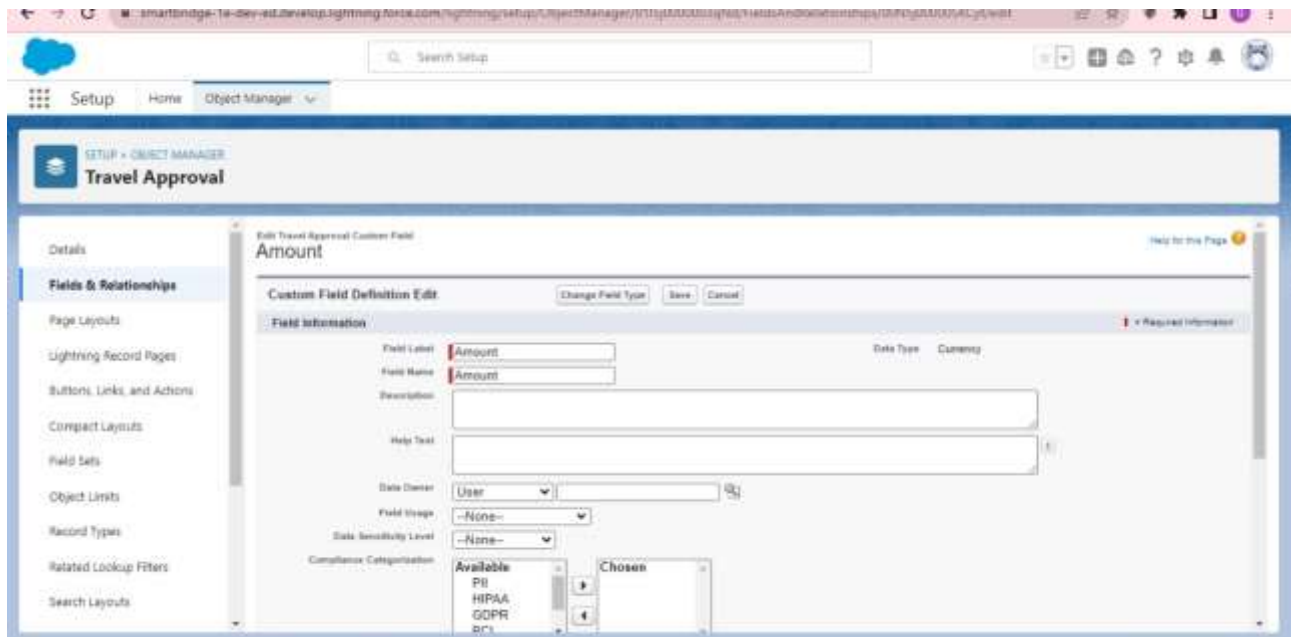 Search Setup
Setup
Home
Object Manager
SETUP > OBJECT MANAGER
Travel Approval
Details
Fields & Relationships
Page Layouts
Lightning Record Pages
Buttons, Links, and Actions
Compact Layouts
Field Sets
Object Limits
Record Types
Related Lookup Filters
Search Layouts
Edit Travel Approval Custom Field
Amount
Help for this Page
Custom Field Definition Edit
Change Field Type
Save
Cancel
Field Information
= Required Information
Field Label
Amount
Data Type
Currency
Field Name
Amount
Description
Help Text
Data Owner
User
Field Usage
--None--
Data Sensitivity Level
--None--
Compliance Categorization
Available
Chosen
PII
HIPAA
GDPR
PCI